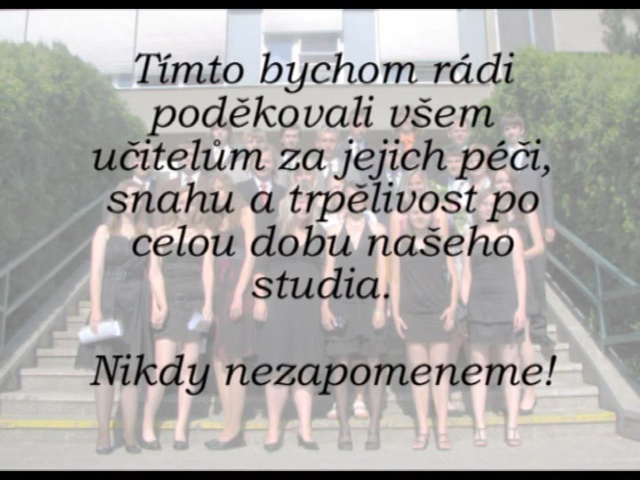 Tímto bychom rádi
poděkovali všem
učitelům za jejich péči,
snahu a trpělivost po
celou dobu našeho
studia.
Nikdy nezapomeneme!